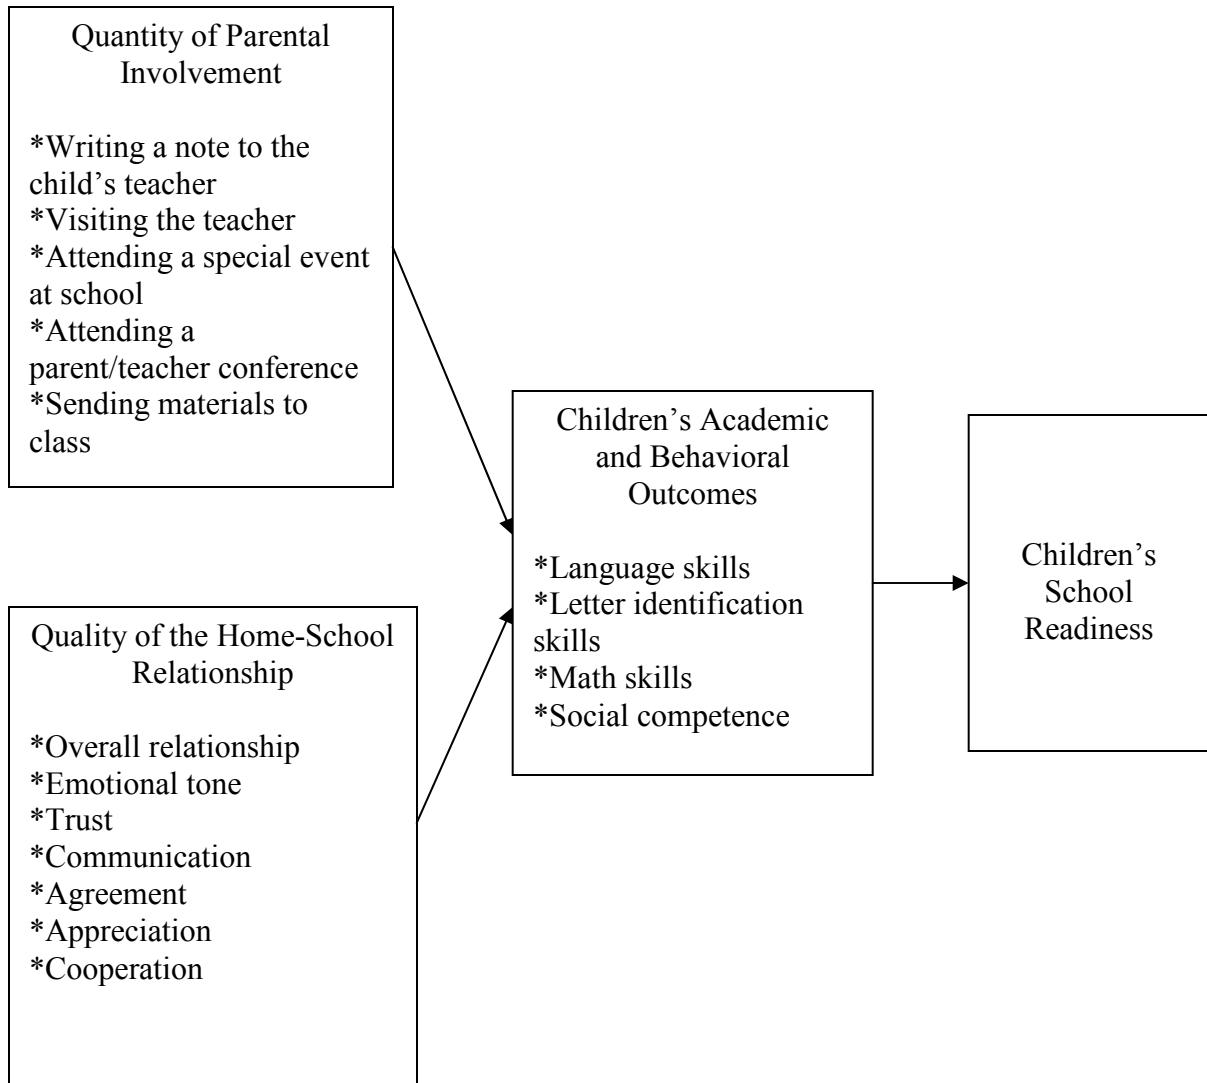 Quantity of Parental
Involvement
*Writing a note to the
child’s teacher
*Visiting the teacher
*Attending a special event
at school
*Attending a
parent/teacher conference
*Sending materials to
class
Quality of the Home-School
Relationship
*Overall relationship
*Emotional tone
*Trust
*Communication
*Agreement
*Appreciation
*Cooperation
Children’s Academic
and Behavioral
Outcomes
*Language skills
*Letter identification
skills
*Math skills
*Social competence
Children’s
School
Readiness